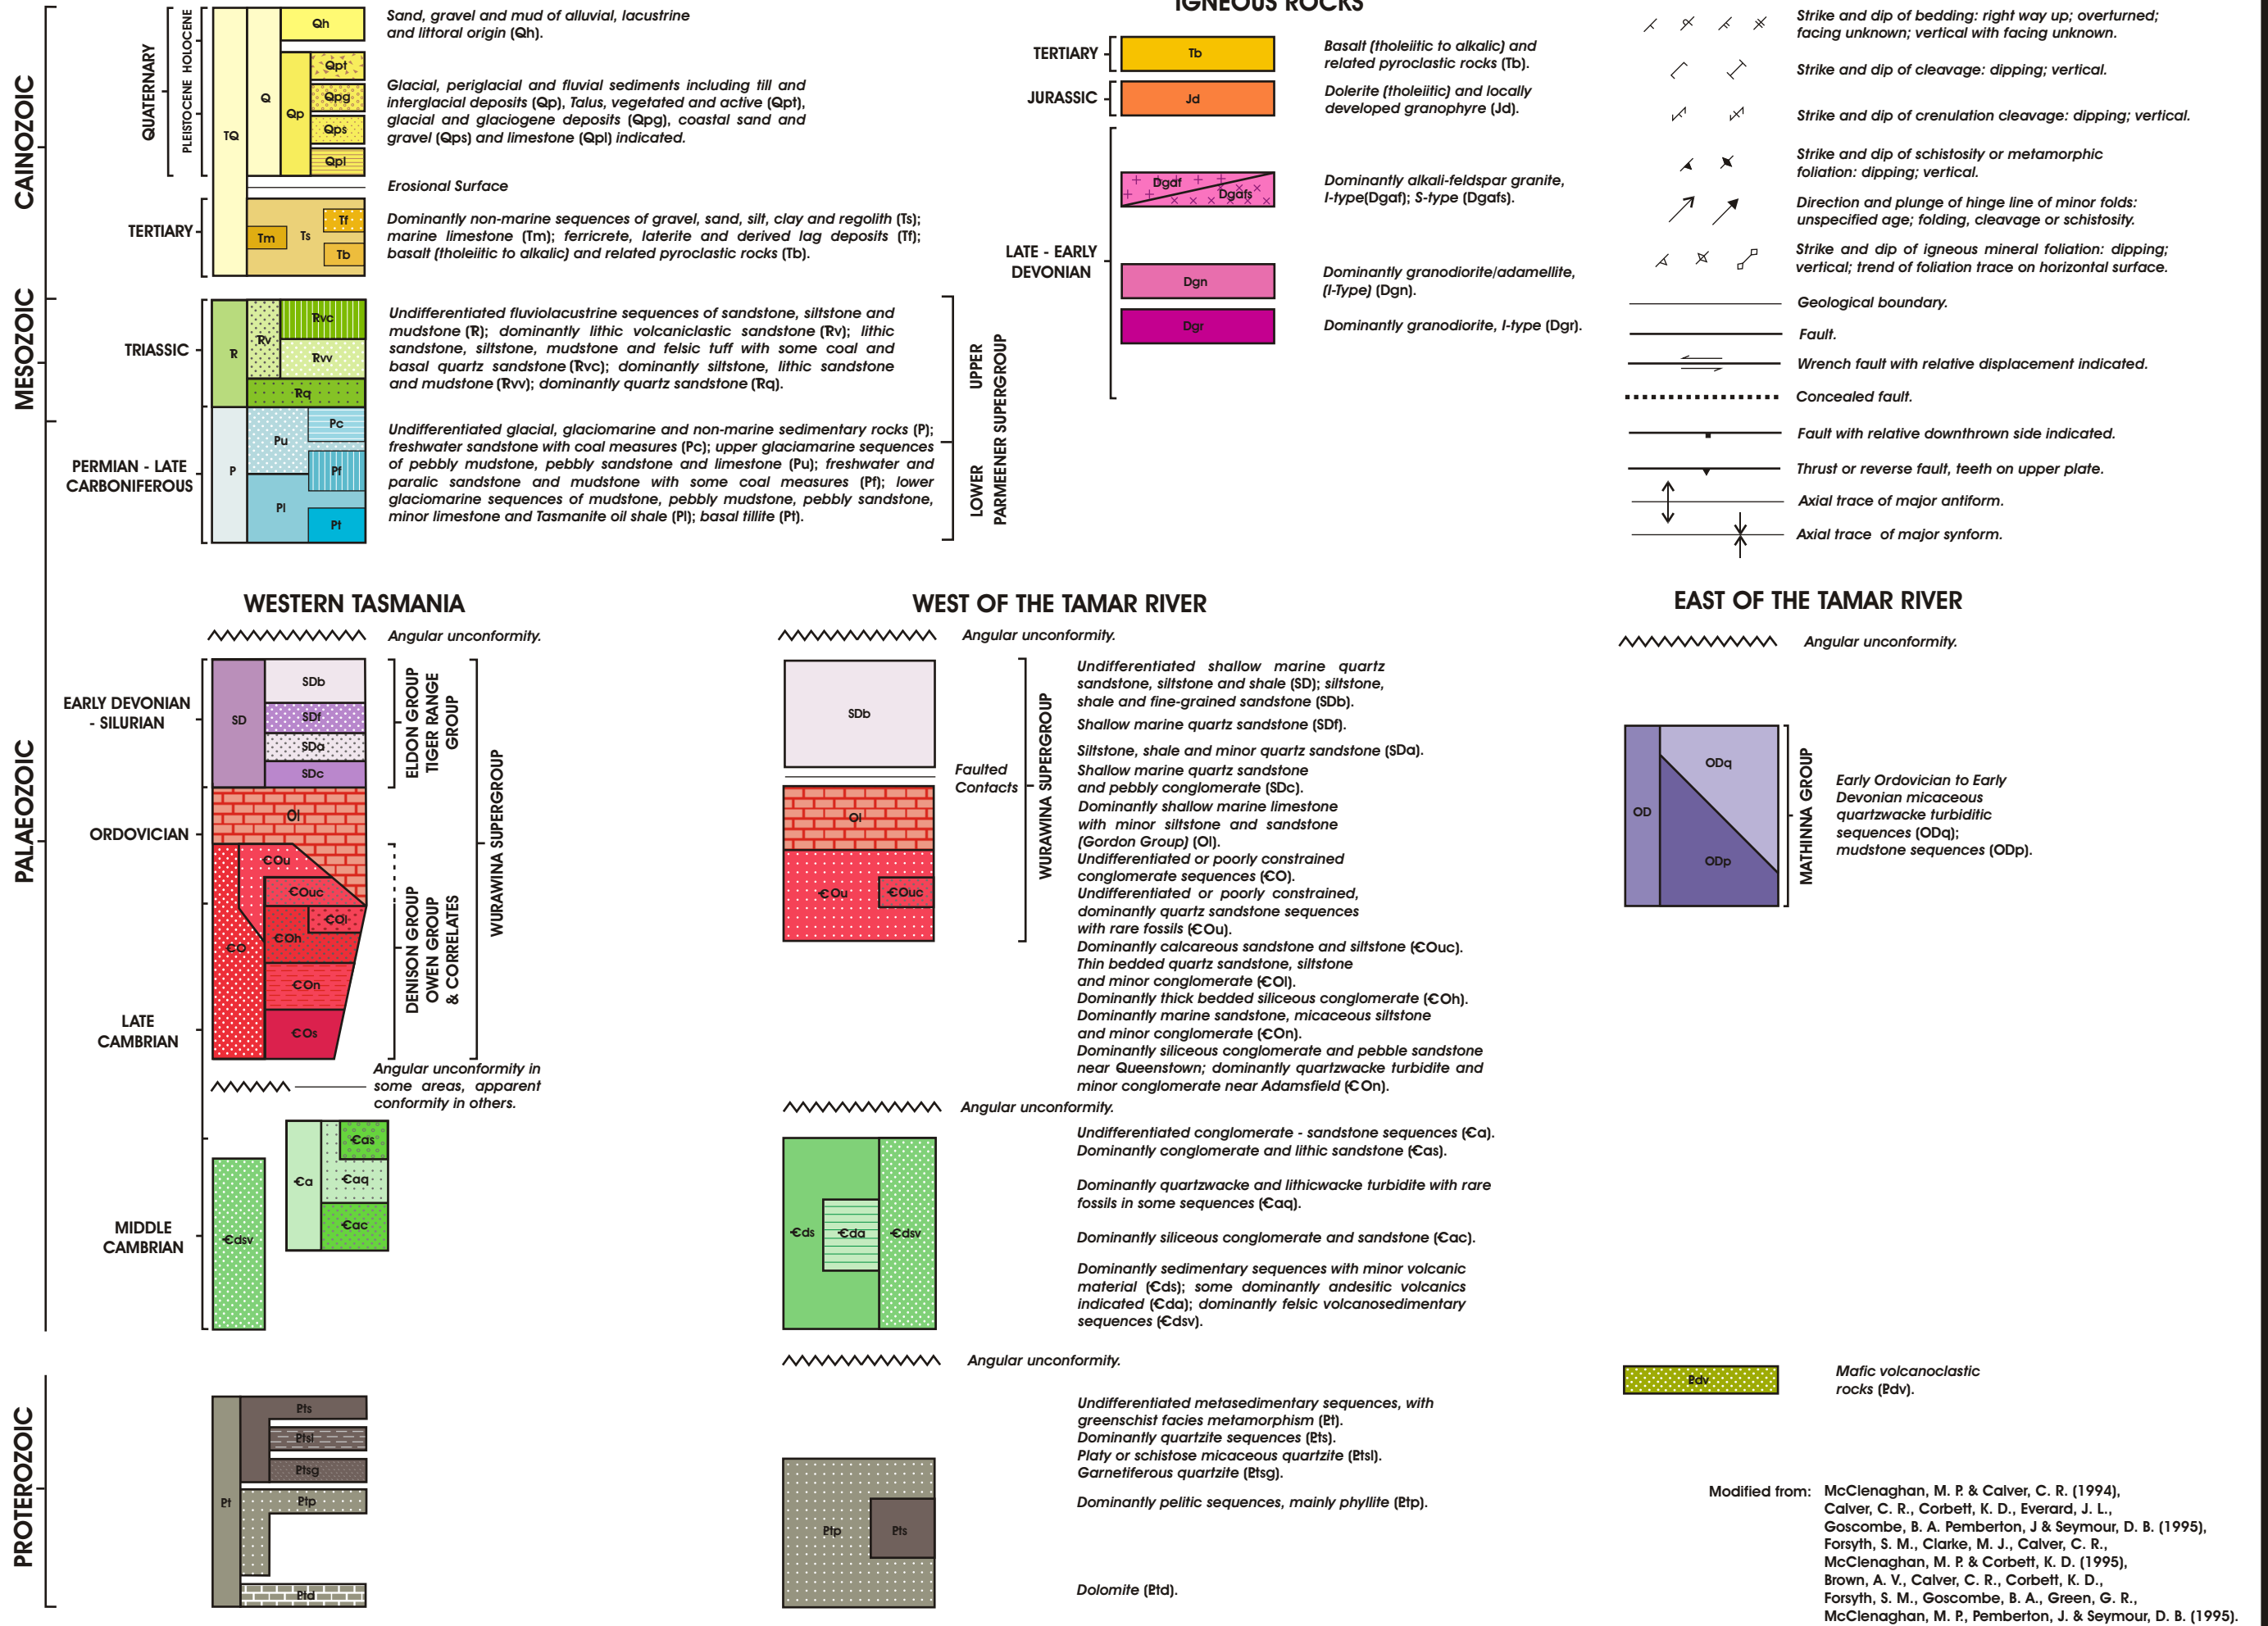 CAINOZOIC
QUATERNARY
PLEISTOCENE HOLOCENE
TQ
Q
Qh
Qp
Qpt
Qpg
Qps
Qpl
Sand, gravel and mud of alluvial, lacustrine
and littoral origin (Qh).
Glacial, periglacial and fluvial sediments including till and
interglacial deposits (Qp), Talus, vegetated and active (Qpt),
glacial and glaciogene deposits (Qpg), coastal sand and
gravel (Qps) and limestone (Qpl) indicated.
Erosional Surface
TERTIARY
Tm
Ts
Tf
Tb
Dominantly non-marine sequences of gravel, sand, silt, clay and regolith (Ts);
marine limestone (Tm); ferricrete, laterite and derived lag deposits (Tf);
basalt (tholeiitic to alkalic) and related pyroclastic rocks (Tb).
MESOZOIC
TRIASSIC
R
Rv
Rvc
Rvv
Rq
Undifferentiated fluviolacustrine sequences of sandstone, siltstone and
mudstone (R); dominantly lithic volcaniclastic sandstone (Rv); lithic
sandstone, siltstone, mudstone and felsic tuff with some coal and
basal quartz sandstone (Rvc); dominantly siltstone, lithic sandstone
and mudstone (Rvv); dominantly quartz sandstone (Rq).
PERMIAN - LATE
CARBONIFEROUS
P
Pu
Pc
Pf
Pl
Pt
Undifferentiated glacial, glaciomarine and non-marine sedimentary rocks (P);
freshwater sandstone with coal measures (Pc); upper glaciamarine sequences
of pebbly mudstone, pebbly sandstone and limestone (Pu); freshwater and
paralic sandstone and mudstone with some coal measures (Pf); lower
glaciomarine sequences of mudstone, pebbly mudstone, pebbly sandstone,
minor limestone and Tasmanite oil shale (Pl); basal tillite (Pt).
LOWER UPPER
PARMEENER SUPERGROUP
IGNEOUS ROCKS
TERTIARY
Tb
Basalt (tholeiitic to alkalic) and
related pyroclastic rocks (Tb).
JURASSIC
Jd
Dolerite (tholeiitic) and locally
developed granophyre (Jd).
LATE - EARLY
DEVONIAN
Dgaf
Dgafs
Dominantly alkali-feldspar granite,
I-type(Dgaf); S-type (Dgafs).
Dgn
Dominantly granodiorite/adamellite,
(I-Type) (Dgn).
Dgr
Dominantly granodiorite, I-type (Dgr).
Strike and dip of bedding: right way up; overturned;
facing unknown; vertical with facing unknown.
Strike and dip of cleavage: dipping; vertical.
Strike and dip of crenulation cleavage: dipping; vertical.
Strike and dip of schistosity or metamorphic
foliation: dipping; vertical.
Direction and plunge of hinge line of minor folds:
unspecified age; folding, cleavage or schistosity.
Strike and dip of igneous mineral foliation: dipping;
vertical; trend of foliation trace on horizontal surface.
Geological boundary.
Fault.
Wrench fault with relative displacement indicated.
Concealed fault.
Fault with relative downthrown side indicated.
Thrust or reverse fault, teeth on upper plate.
Axial trace of major antiform.
Axial trace of major synform.
PALAEOZOIC
WESTERN TASMANIA
Angular unconformity.
EARLY DEVONIAN
- SILURIAN
SD
SDb
SDf
SDa
SDc
ELDON GROUP
TIGER RANGE
GROUP
ORDOVICIAN
Ol
ЄOu
ЄOuc
ЄOl
ЄO
ЄOh
ЄOn
ЄOs
DENISON GROUP
OWEN GROUP
& CORRELATES
WURAWINA SUPERGROUP
LATE
CAMBRIAN
Angular unconformity in
some areas, apparent
conformity in others.
MIDDLE
CAMBRIAN
Єdsv
Єa
Єas
Єaq
Єac
WEST OF THE TAMAR RIVER
Angular unconformity.
SDb
Faulted
Contacts
Ol
ЄOu
ЄOuc
WURAWINA SUPERGROUP
Undifferentiated shallow marine quartz
sandstone, siltstone and shale (SD); siltstone,
shale and fine-grained sandstone (SDb).
Shallow marine quartz sandstone (SDf).
Siltstone, shale and minor quartz sandstone (SDa).
Shallow marine quartz sandstone
and pebbly conglomerate (SDc).
Dominantly shallow marine limestone
with minor siltstone and sandstone
(Gordon Group) (Ol).
Undifferentiated or poorly constrained
conglomerate sequences (ЄO).
Undifferentiated or poorly constrained,
dominantly quartz sandstone sequences
with rare fossils (ЄOu).
Dominantly calcareous sandstone and siltstone (ЄOuc).
Thin bedded quartz sandstone, siltstone
and minor conglomerate (ЄOl).
Dominantly thick bedded siliceous conglomerate (ЄOh).
Dominantly marine sandstone, micaceous siltstone
and minor conglomerate (ЄOn).
Dominantly siliceous conglomerate and pebble sandstone
near Queenstown; dominantly quartzwacke turbidite and
minor conglomerate near Adamsfield (ЄOn).
Angular unconformity.
Єds
Єda
Єdsv
Undifferentiated conglomerate - sandstone sequences (Єa).
Dominantly conglomerate and lithic sandstone (Єas).
Dominantly quartzwacke and lithicwacke turbidite with rare
fossils in some sequences (Єaq).
Dominantly siliceous conglomerate and sandstone (Єac).
Dominantly sedimentary sequences with minor volcanic
material (Єds); some dominantly andesitic volcanics
indicated (Єda); dominantly felsic volcanosedimentary
sequences (Єdsv).
Angular unconformity.
EAST OF THE TAMAR RIVER
Angular unconformity.
OD
ODq
ODp
MATHINNA GROUP
Early Ordovician to Early
Devonian micaceous
quartzwacke turbiditic
sequences (ODq);
mudstone sequences (ODp).
Pdv
Mafic volcanoclastic
rocks (Pdv).
PROTEROZOIC
Pt
Pts
Ptsl
Ptsg
Ptp
Ptd
Ptp
Pts
Undifferentiated metasedimentary sequences, with
greenschist facies metamorphism (Pt).
Dominantly quartzite sequences (Pts).
Platy or schistose micaceous quartzite (Ptsl).
Garnetiferous quartzite (Ptsg).
Dominantly pelitic sequences, mainly phyllite (Ptp).
Dolomite (Ptd).
Modified from: McClenaghan, M. P. & Calver, C. R. (1994),
Calver, C. R., Corbett, K. D., Everard, J. L.,
Goscombe, B. A. Pemberton, J & Seymour, D. B. (1995),
Forsyth, S. M., Clarke, M. J., Calver, C. R.,
McClenaghan, M. P. & Corbett, K. D. (1995),
Brown, A. V., Calver, C. R., Corbett, K. D.,
Forsyth, S. M., Goscombe, B. A., Green, G. R.,
McClenaghan, M. P., Pemberton, J. & Seymour, D. B. (1995).